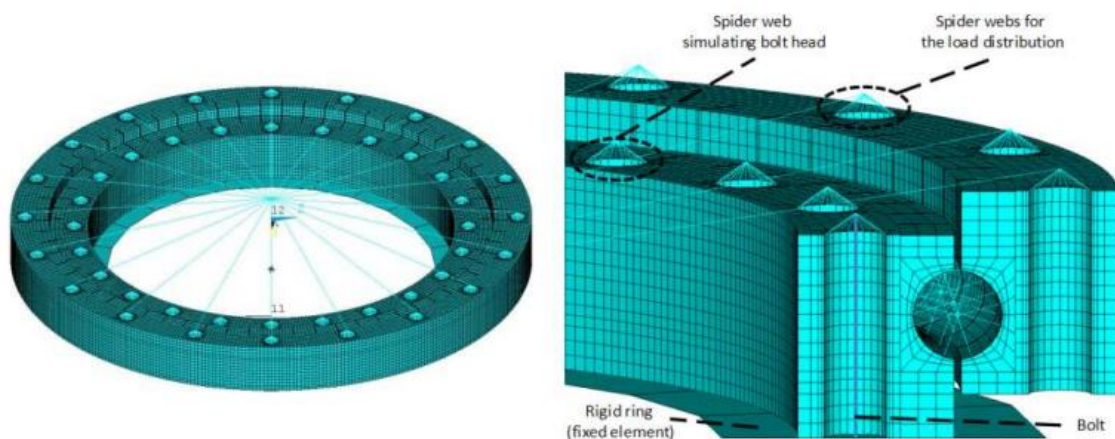 Spider web
simulating bolt head
Spider webs for
the load distribution
12
Z
11
Rigid ring
(fixed element)
Bolt